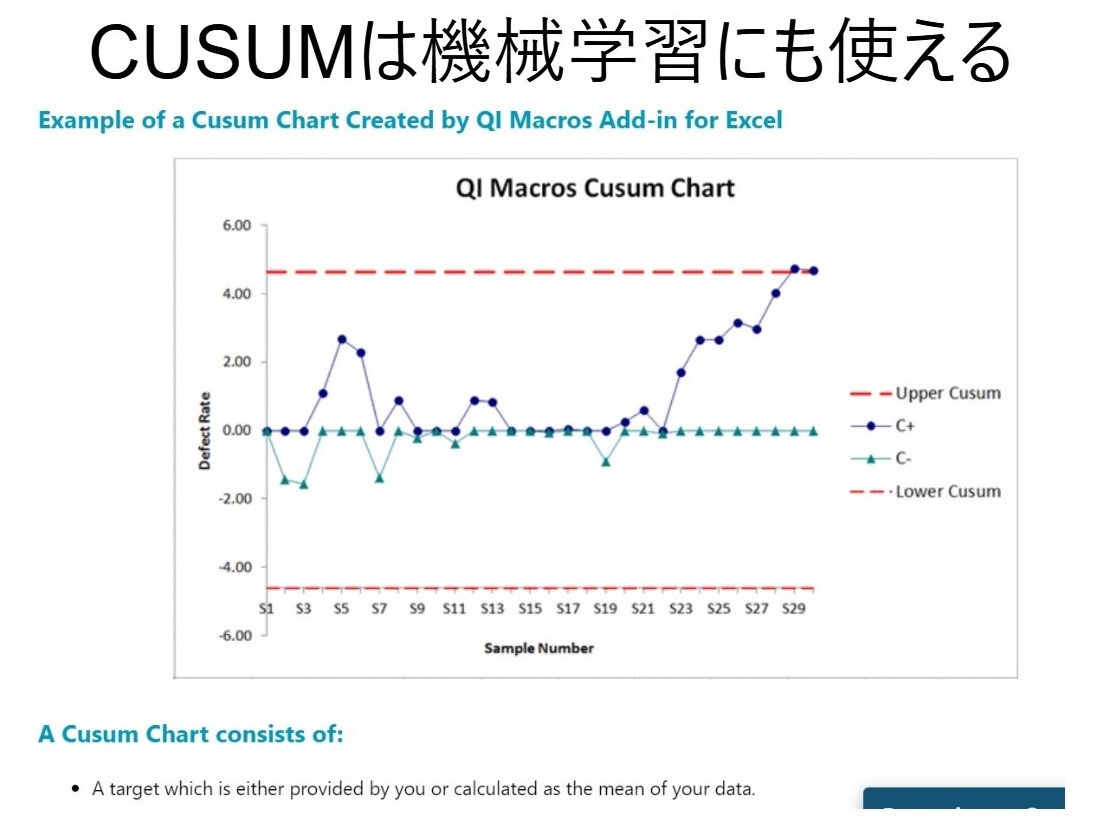 CUSUMは機械学習にも使える
Example of a Cusum Chart Created by QI Macros Add-in for Excel
QI Macros Cusum Chart
6.00
4.00
2.00
0.00
-2.00
-4.00
-6.00
Defect Rate
S1 S3 S5 S7 S9 S11 S13 S15 S17 S19 S21 S23 S25 S27 S29
Sample Number
Upper Cusum
C+
C-
Lower Cusum
A Cusum Chart consists of:
• A target which is either provided by you or calculated as the mean of your data.